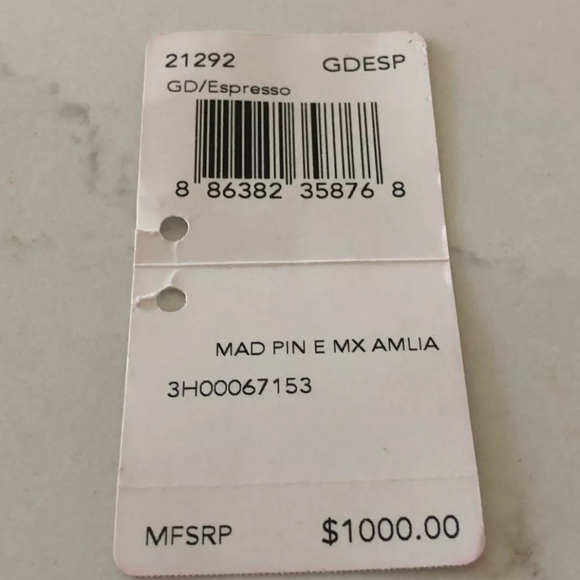 21292 GDESP
GD/Espresso
8 86382 35876 8
MAD PIN E MX AMLIA
3H00067153
MFSRP $1000.00